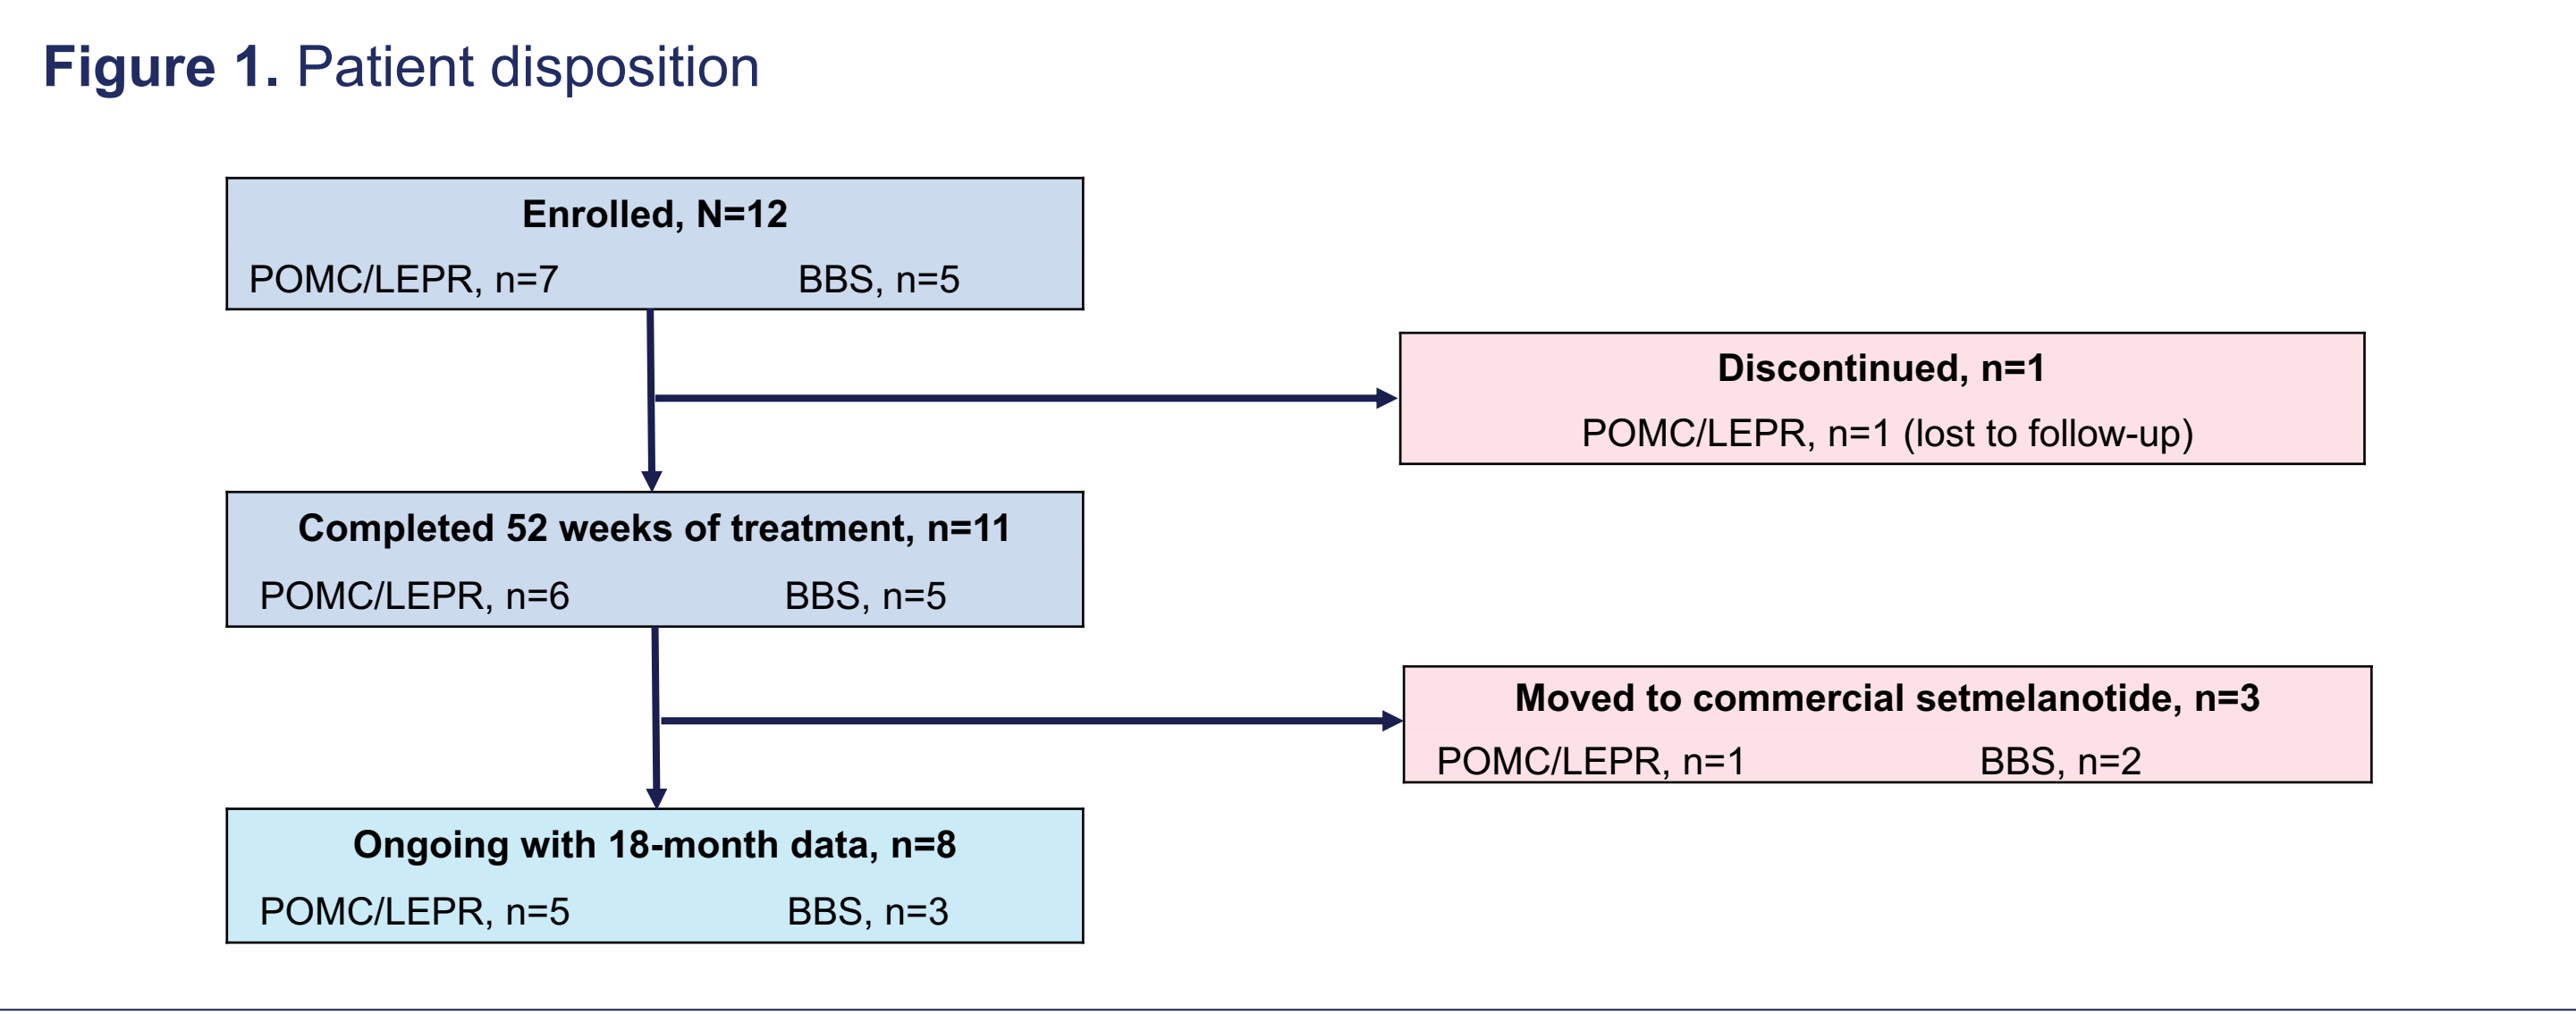 Figure 1. Patient disposition
Enrolled, N=12
POMC/LEPR, n=7 BBS, n=5
Discontinued, n=1
POMC/LEPR, n=1 (lost to follow-up)
Completed 52 weeks of treatment, n=11
POMC/LEPR, n=6 BBS, n=5
Moved to commercial setmelanotide, n=3
POMC/LEPR, n=1 BBS, n=2
Ongoing with 18-month data, n=8
POMC/LEPR, n=5 BBS, n=3